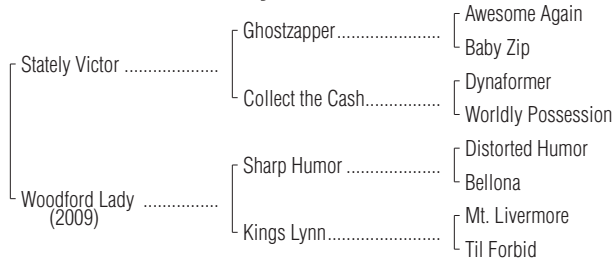 Awesome Again
Ghostzapper
Baby Zip
Stately Victor
Dynaformer
Collect the Cash
Worldly Possession
Distorted Humor
Sharp Humor
Bellona
Woodford Lady
(2009)
Mt. Livermore
Kings Lynn
Til Forbid